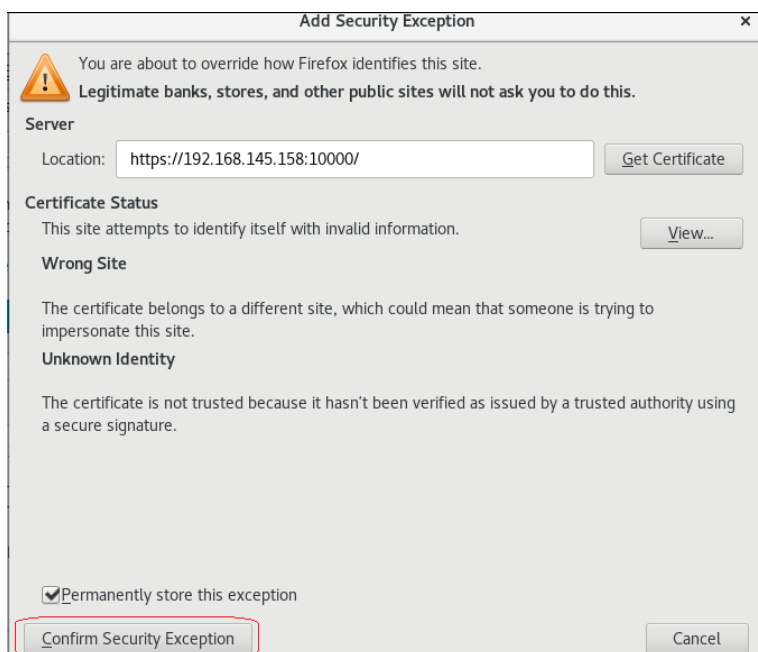 Add Security Exception
You are about to override how Firefox identifies this site.
Legitimate banks, stores, and other public sites will not ask you to do this.
Server
Location: https://192.168.145.158:10000/ Get Certificate
Certificate Status
This site attempts to identify itself with invalid information. View...
Wrong Site
The certificate belongs to a different site, which could mean that someone is trying to
impersonate this site.
Unknown Identity
The certificate is not trusted because it hasn't been verified as issued by a trusted authority using
a secure signature.
Permanently store this exception
Confirm Security Exception Cancel